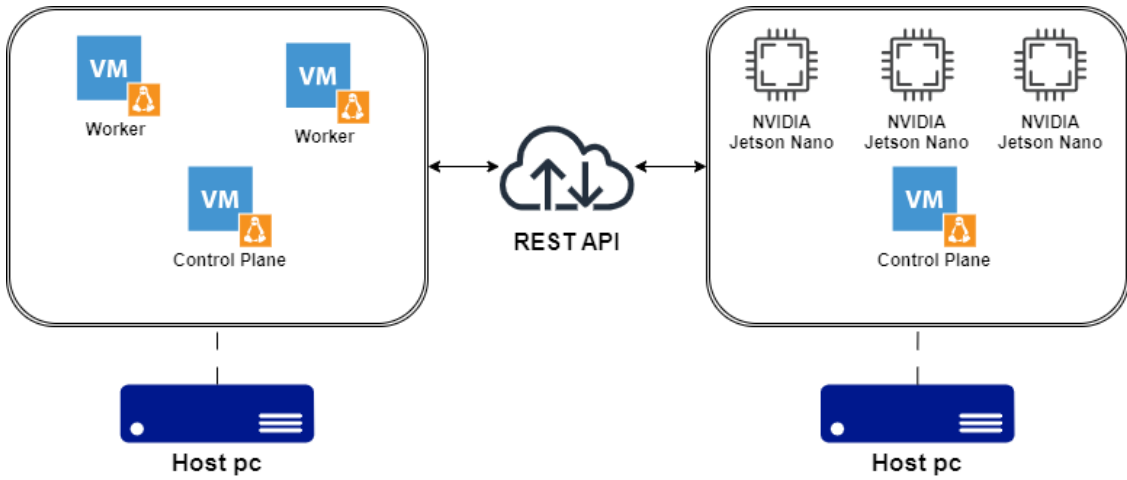 VM
Worker
VM
Worker
VM
Control Plane
REST API
NVIDIA
Jetson Nano
NVIDIA
Jetson Nano
NVIDIA
Jetson Nano
VM
Control Plane
Host pc
Host pc